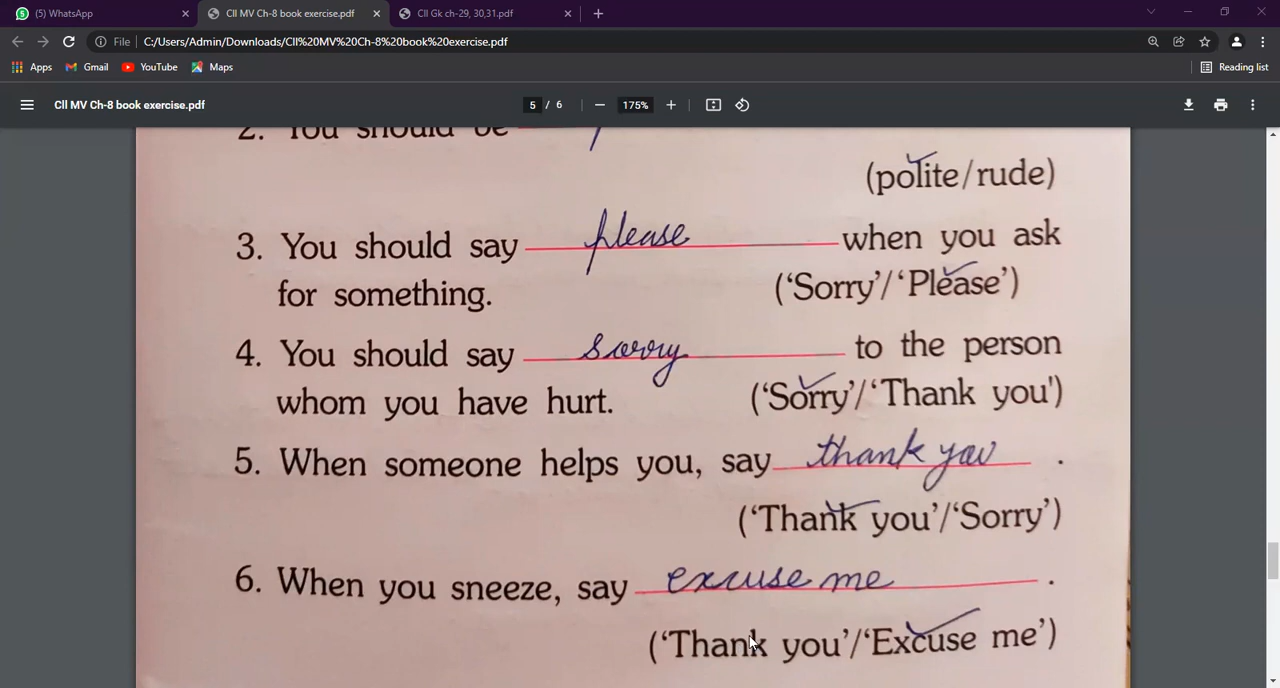 (5) WhatsApp
Cll MV Ch-8 book exercise.pdf
Cll Gk ch-29, 30,31.pdf
File
C:/Users/Admin/Downloads/Cll%20MV%20Ch-8%20book%20exercise.pdf
Apps Gmail YouTube Maps Reading list
Cll MV Ch-8 book exercise.pdf 5 / 6 175%
2. You should be
(polite/rude)
3. You should say please when you ask
for something. ('Sorry'/'Please')
4. You should say sorry to the person
whom you have hurt. ('Sorry'/'Thank you')
5. When someone helps you, say thank you .
('Thank you'/'Sorry')
6. When you sneeze, say excuse me .
('Thank you'/'Excuse me')